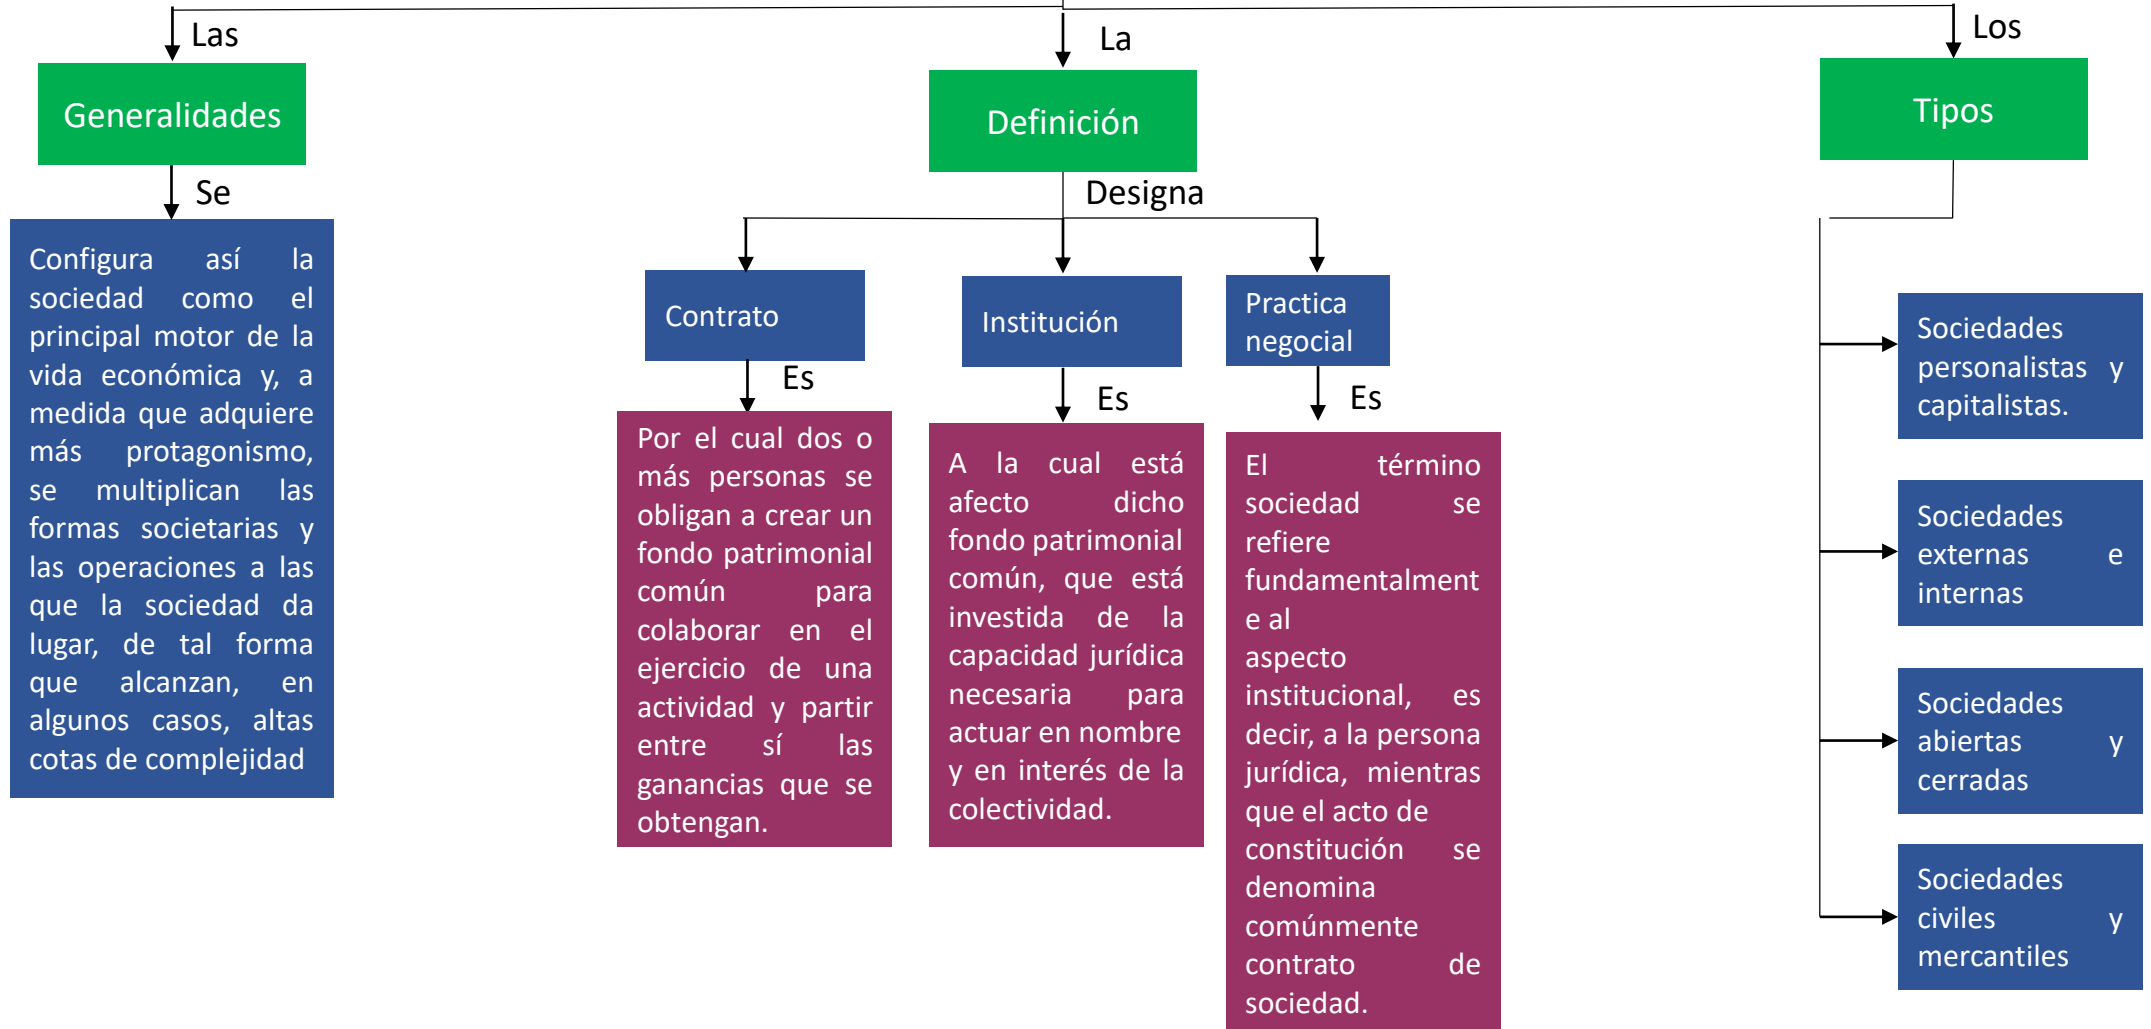 Las
Generalidades
Se
Configura así la
sociedad como el
principal motor de la
vida económica y, a
medida que adquiere
más protagonismo,
se multiplican las
formas societarias y
las operaciones a las
que la sociedad da
lugar, de tal forma
que alcanzan, en
algunos casos, altas
cotas de complejidad
La
Definición
Designa
Contrato
Es
Por el cual dos o
más personas se
obligan a crear un
fondo patrimonial
común para
colaborar en el
ejercicio de una
actividad y partir
entre sí las
ganancias que se
obtengan.
Institución
Es
A la cual está
afecto dicho
fondo patrimonial
común, que está
investida de la
capacidad jurídica
necesaria para
actuar en nombre
y en interés de la
colectividad.
Practica
negocial
Es
El término
sociedad se
refiere
fundamentalment
e al
aspecto
institucional, es
decir, a la persona
jurídica, mientras
que el acto de
constitución se
denomina
comúnmente
contrato de
sociedad.
Los
Tipos
Sociedades
personalistas y
capitalistas.
Sociedades
externas e
internas
Sociedades
abiertas y
cerradas
Sociedades
civiles y
mercantiles